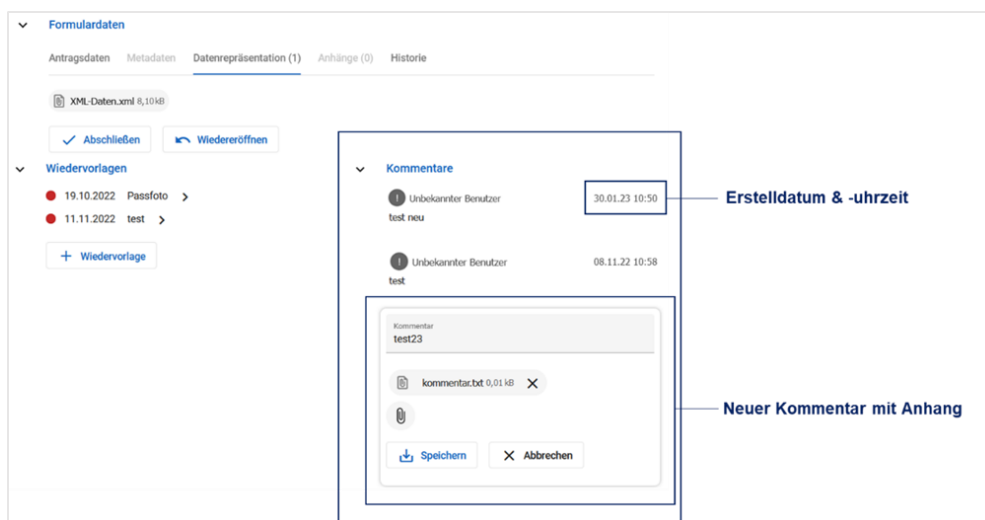 Formulardaten
Antragsdaten Metadaten Datenrepräsentation (1) Anhänge (0) Historie
XML-Daten.xml 8,10 kB
Abschließen Wiedereröffnen
Wiedervorlagen
19.10.2022 Passfoto
11.11.2022 test
Wiedervorlage
Kommentare
Unbekannter Benutzer 30.01.23 10:50
test neu
Erstelldatum & -uhrzeit
Unbekannter Benutzer 08.11.22 10:58
test
Kommentar
test23
kommentar.txt 0,01 kB
Neuer Kommentar mit Anhang
Speichern Abbrechen